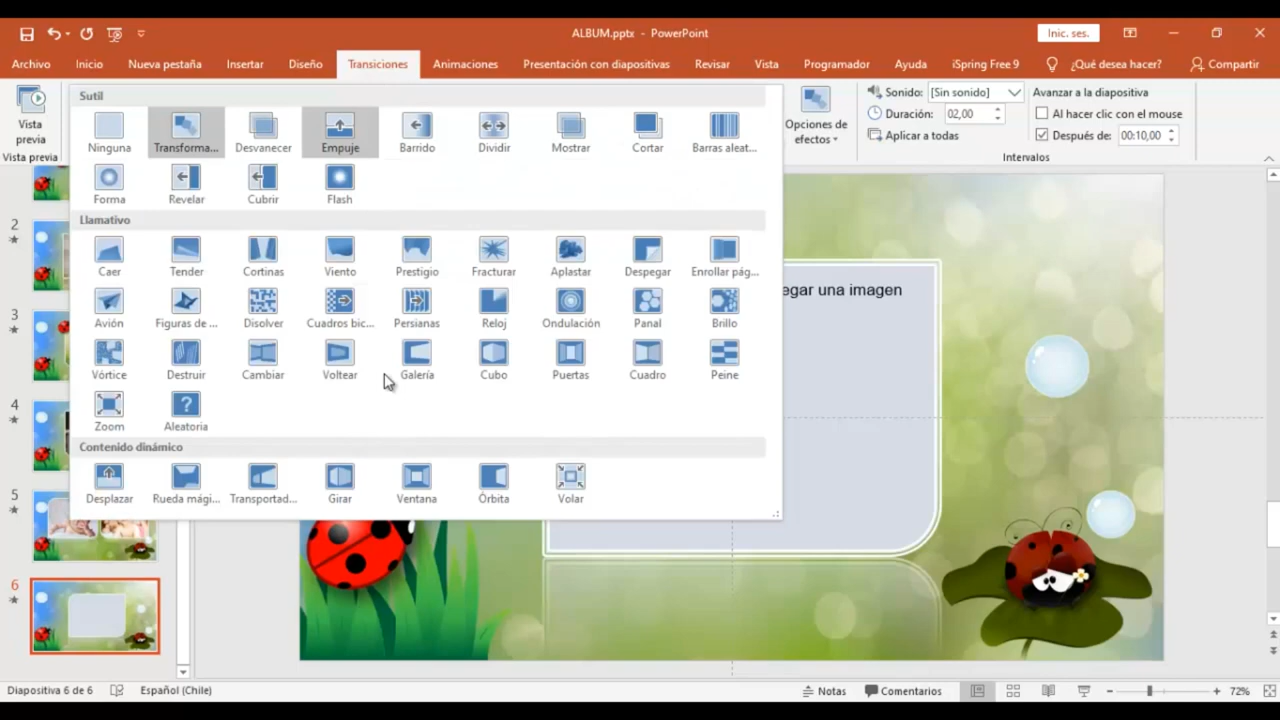 ALBUM.pptx - PowerPoint
Inic. ses.
Archivo Inicio Nueva pestaña Insertar Diseño Transiciones Animaciones Presentación con diapositivas Revisar Vista Programador Ayuda iSpring Free 9 ¿Qué desea hacer? Compartir
Vista previa
Vista previa
Sutil
Ninguna Transforma... Desvanecer Empuje Barrido Dividir Mostrar Cortar Barras aleat...
Forma Revelar Cubrir Flash
Llamativo
Caer Tender Cortinas Viento Prestigio Fracturar Aplastar Despegar Enrollar pág...
Avión Figuras de ... Disolver Cuadros bic... Persianas Reloj Ondulación Panal Brillo
Vórtice Destruir Cambiar Voltear Galería Cubo Puertas Cuadro Peine
Zoom Aleatoria
Contenido dinámico
Desplazar Rueda mági... Transportad... Girar Ventana Órbita Volar
Opciones de efectos
Sonido: [Sin sonido]
Duración: 02,00
Aplicar a todas
Avanzar a la diapositiva
Al hacer clic con el mouse
Después de: 00:10,00
Intervalos
2
3
4
5
6
egar una imagen
Diapositiva 6 de 6 Español (Chile) Notas Comentarios 72%